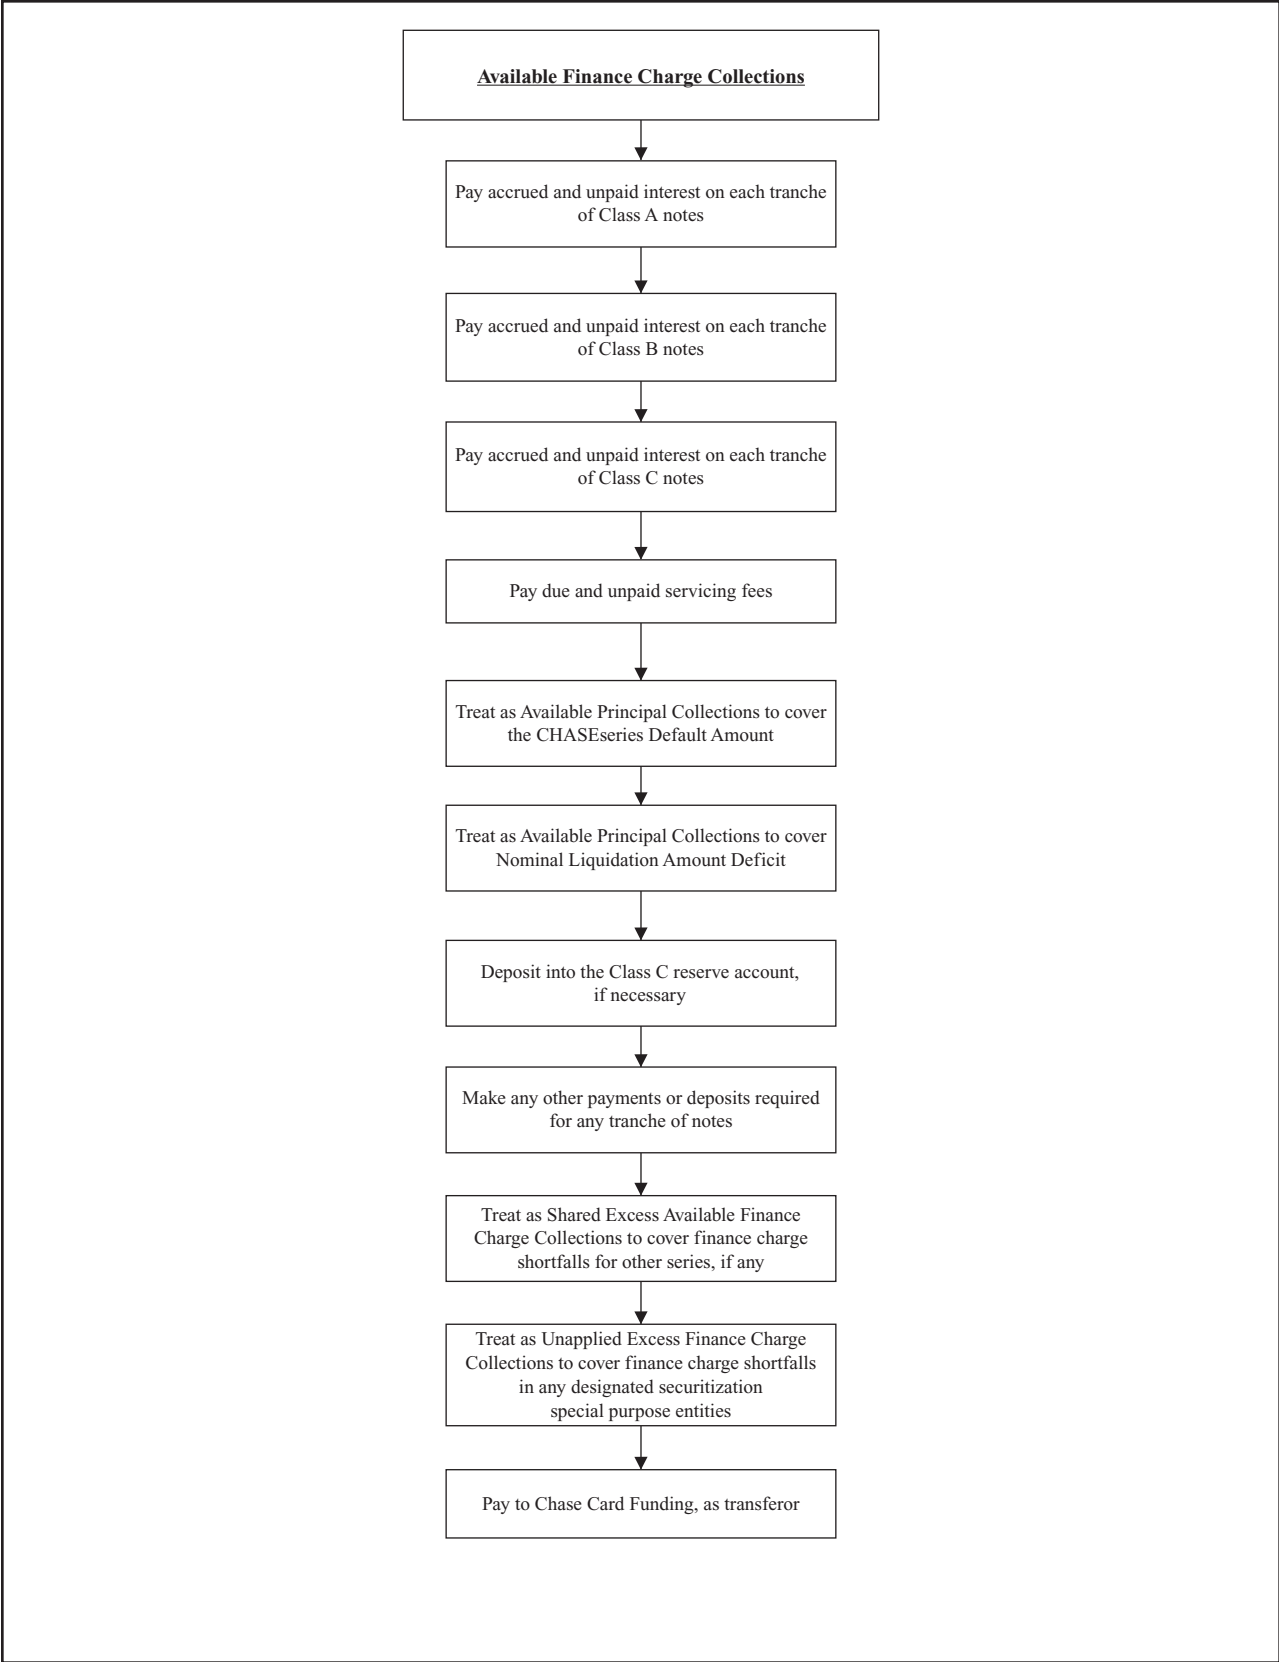 Available Finance Charge Collections
Pay accrued and unpaid interest on each tranche
of Class A notes
Pay accrued and unpaid interest on each tranche
of Class B notes
Pay accrued and unpaid interest on each tranche
of Class C notes
Pay due and unpaid servicing fees
Treat as Available Principal Collections to cover
the CHASEseries Default Amount
Treat as Available Principal Collections to cover
Nominal Liquidation Amount Deficit
Deposit into the Class C reserve account,
if necessary
Make any other payments or deposits required
for any tranche of notes
Treat as Shared Excess Available Finance
Charge Collections to cover finance charge
shortfalls for other series, if any
Treat as Unapplied Excess Finance Charge
Collections to cover finance charge shortfalls
in any designated securitization
special purpose entities
Pay to Chase Card Funding, as transferor